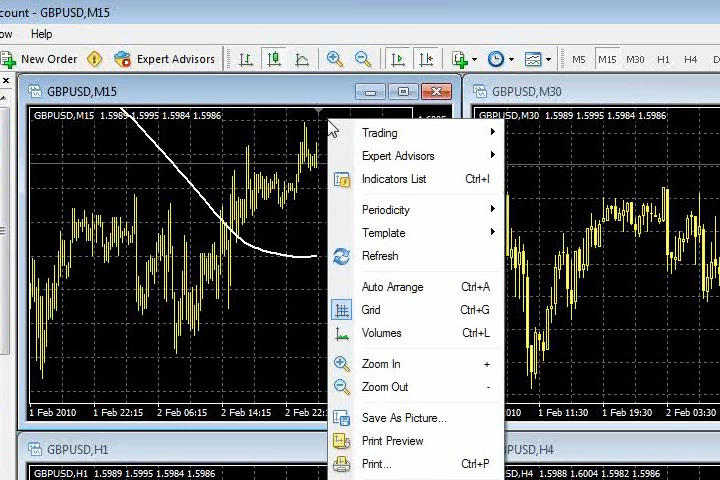 count - GBPUSD,M15
ow Help
New Order Expert Advisors M5 M15 M30 H1 H4
GBPUSD,M15
GBPUSD,M30
GBPUSD,M15 1.5989 1.5995 1.5984 1.5986
GBPUSD,M30 1.5989 1.5995 1.5984 1.5986
Trading
Expert Advisors
Indicators List Ctrl+I
Periodicity
Template
Refresh
Auto Arrange Ctrl+A
Grid Ctrl+G
Volumes Ctrl+L
Zoom In +
Zoom Out -
Save As Picture...
Print Preview
Print... Ctrl+P
1 Feb 2010 1 Feb 22:15 2 Feb 06:15 2 Feb 14:15 2 Feb 22:
010 1 Feb 11:30 1 Feb 19:30 2 Feb 03:30
GBPUSD,H1
PUSD,H4
GBPUSD,H1 1.5989 1.5995 1.5984 1.5986
SD,H4 1.5988 1.6004 1.5982 1.5986